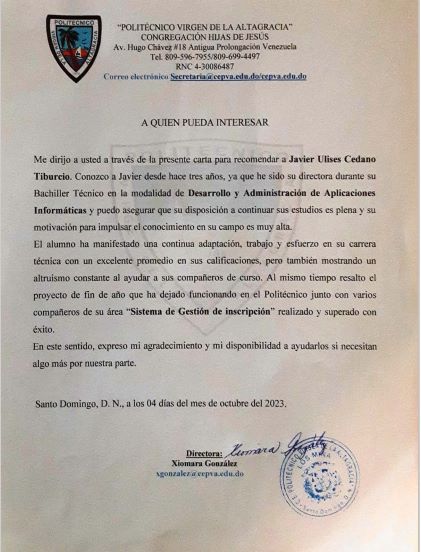 POLITÉCNICO
VIRGEN DE LA
ALTAGRACIA
“POLITÉCNICO VIRGEN DE LA ALTAGRACIA”
CONGREGACIÓN HIJAS DE JESÚS
Av. Hugo Chávez #18 Antigua Prolongación Venezuela
Tel. 809-596-7955/809-699-4497
RNC 4-30086487
Correo electrónico Secretaria@cepva.edu.do/cepva.edu.do
A QUIEN PUEDA INTERESAR
Me dirijo a usted a través de la presente carta para recomendar a Javier Ulises Cedano
Tiburcio. Conozco a Javier desde hace tres años, ya que he sido su directora durante su
Bachiller Técnico en la modalidad de Desarrollo y Administración de Aplicaciones
Informáticas y puedo asegurar que su disposición a continuar sus estudios es plena y su
motivación para impulsar el conocimiento en su campo es muy alta.
El alumno ha manifestado una continua adaptación, trabajo y esfuerzo en su carrera
técnica con un excelente promedio en sus calificaciones, pero también mostrando un
altruismo constante al ayudar a sus compañeros de curso. Al mismo tiempo resalto el
proyecto de fin de año que ha dejado funcionando en el Politécnico junto con varios
compañeros de su área “Sistema de Gestión de inscripción” realizado y superado con
éxito.
En este sentido, expreso mi agradecimiento y mi disponibilidad a ayudarlos si necesitan
algo más por nuestra parte.
Santo Domingo, D. N., a los 04 días del mes de octubre del 2023.
Directora: Xiomara
Xiomara González
xgonzalez@cepva.edu.do
LOS MINA
Santo Domingo